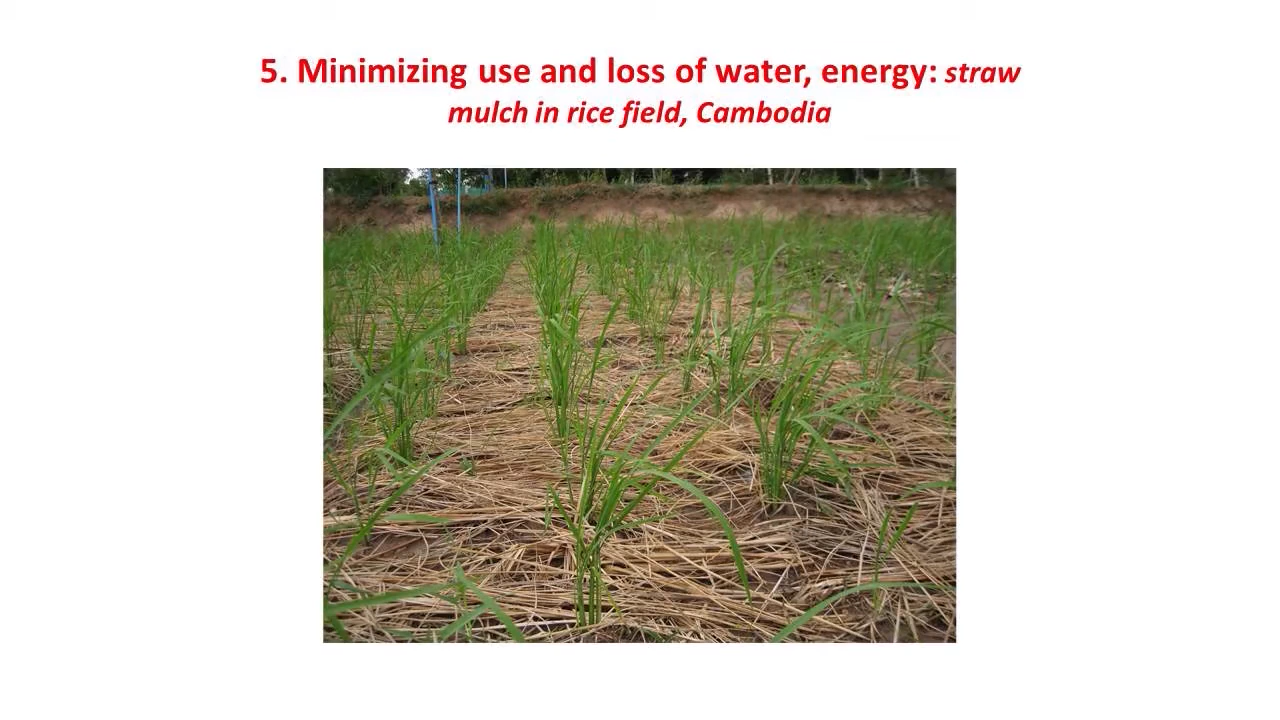 5. Minimizing use and loss of water, energy: straw
mulch in rice field, Cambodia